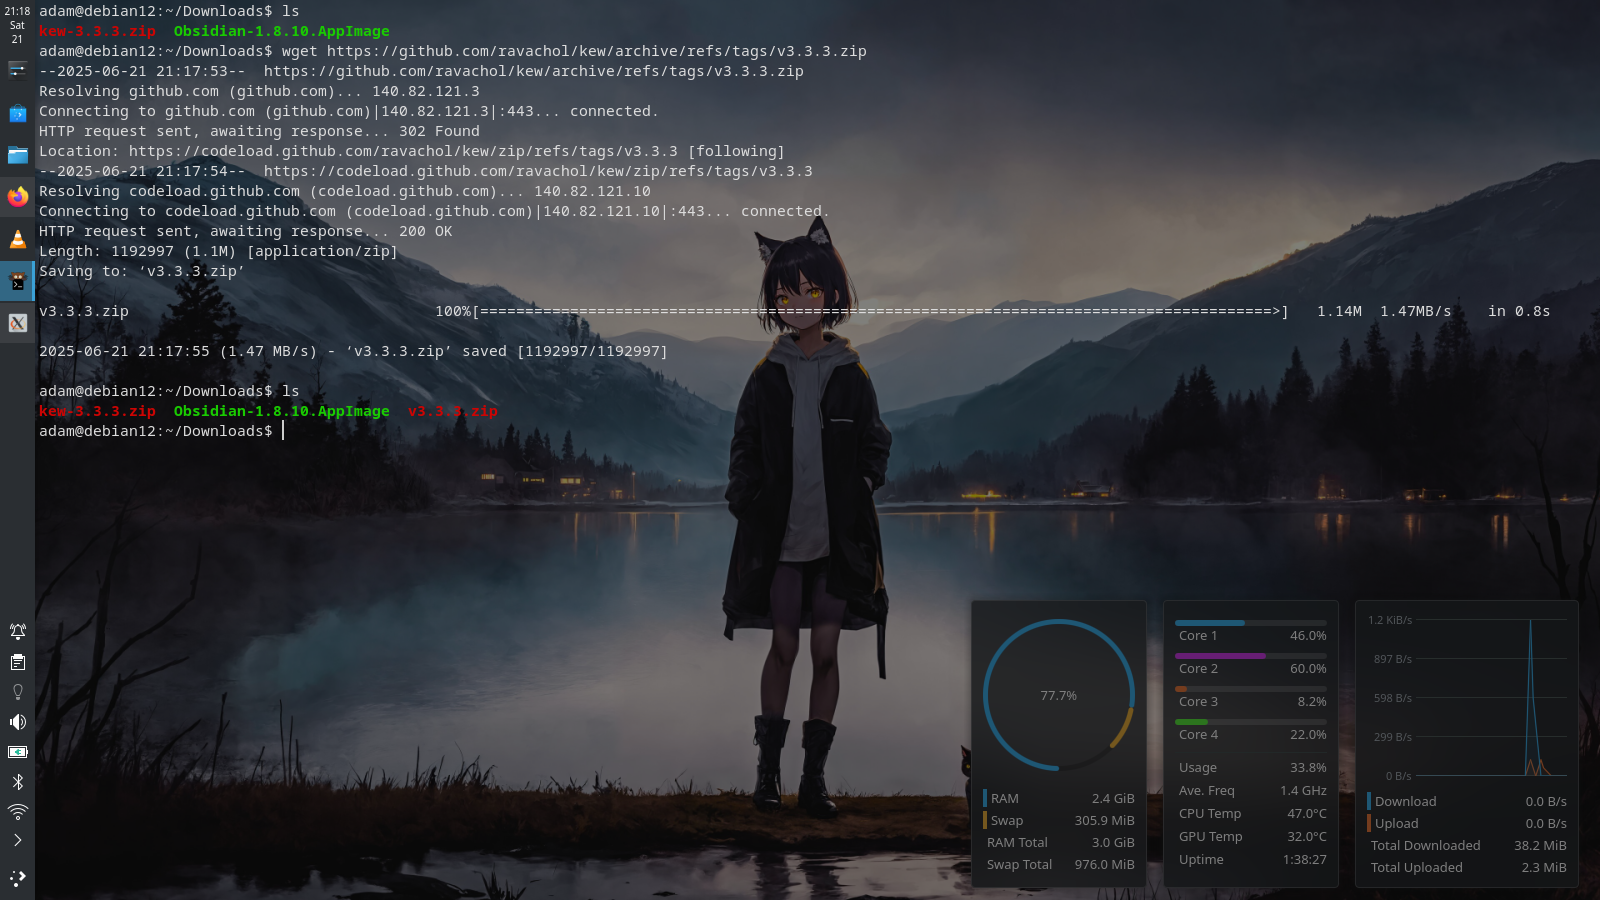 21:18
Sat
21
adam@debian12:~/Downloads$ ls
kew-3.3.3.zip  Obsidian-1.8.10.AppImage
adam@debian12:~/Downloads$ wget https://github.com/ravachol/kew/archive/refs/tags/v3.3.3.zip
--2025-06-21 21:17:53--  https://github.com/ravachol/kew/archive/refs/tags/v3.3.3.zip
Resolving github.com (github.com)... 140.82.121.3
Connecting to github.com (github.com)|140.82.121.3|:443... connected.
HTTP request sent, awaiting response... 302 Found
Location: https://codeload.github.com/ravachol/kew/zip/refs/tags/v3.3.3 [following]
--2025-06-21 21:17:54--  https://codeload.github.com/ravachol/kew/zip/refs/tags/v3.3.3
Resolving codeload.github.com (codeload.github.com)... 140.82.121.10
Connecting to codeload.github.com (codeload.github.com)|140.82.121.10|:443... connected.
HTTP request sent, awaiting response... 200 OK
Length: 1192997 (1.1M) [application/zip]
Saving to: ‘v3.3.3.zip’
v3.3.3.zip 100%[========================================================================================>] 1.14M 1.47MB/s in 0.8s
2025-06-21 21:17:55 (1.47 MB/s) - ‘v3.3.3.zip’ saved [1192997/1192997]
adam@debian12:~/Downloads$ ls
kew-3.3.3.zip  Obsidian-1.8.10.AppImage  v3.3.3.zip
adam@debian12:~/Downloads$
77.7%
RAM 2.4 GiB
Swap 305.9 MiB
RAM Total 3.0 GiB
Swap Total 976.0 MiB
Core 1 46.0%
Core 2 60.0%
Core 3 8.2%
Core 4 22.0%
Usage 33.8%
Ave. Freq 1.4 GHz
CPU Temp 47.0°C
GPU Temp 32.0°C
Uptime 1:38:27
1.2 KiB/s
897 B/s
598 B/s
299 B/s
0 B/s
Download 0.0 B/s
Upload 0.0 B/s
Total Downloaded 38.2 MiB
Total Uploaded 2.3 MiB